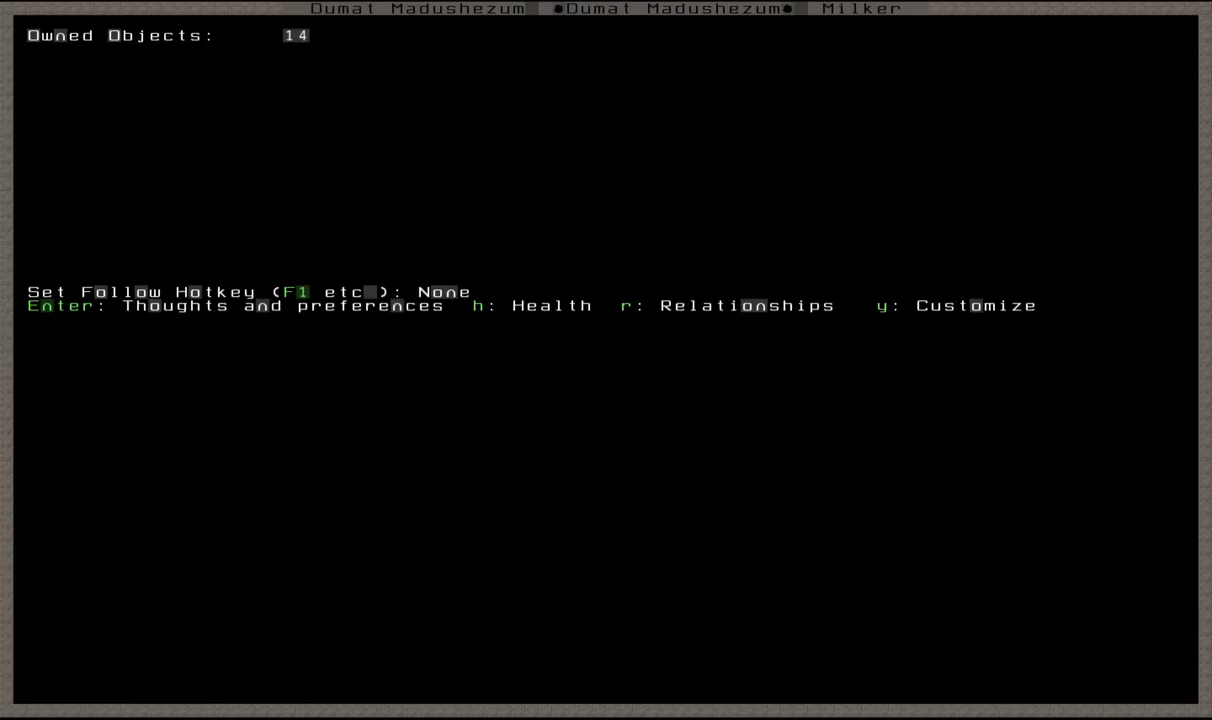 Dumat Madushezum ●Dumat Madushezum● Milker
Owned Objects: 14
Set Follow Hotkey (F1 etc ): None
Enter: Thoughts and preferences h: Health r: Relationships y: Customize